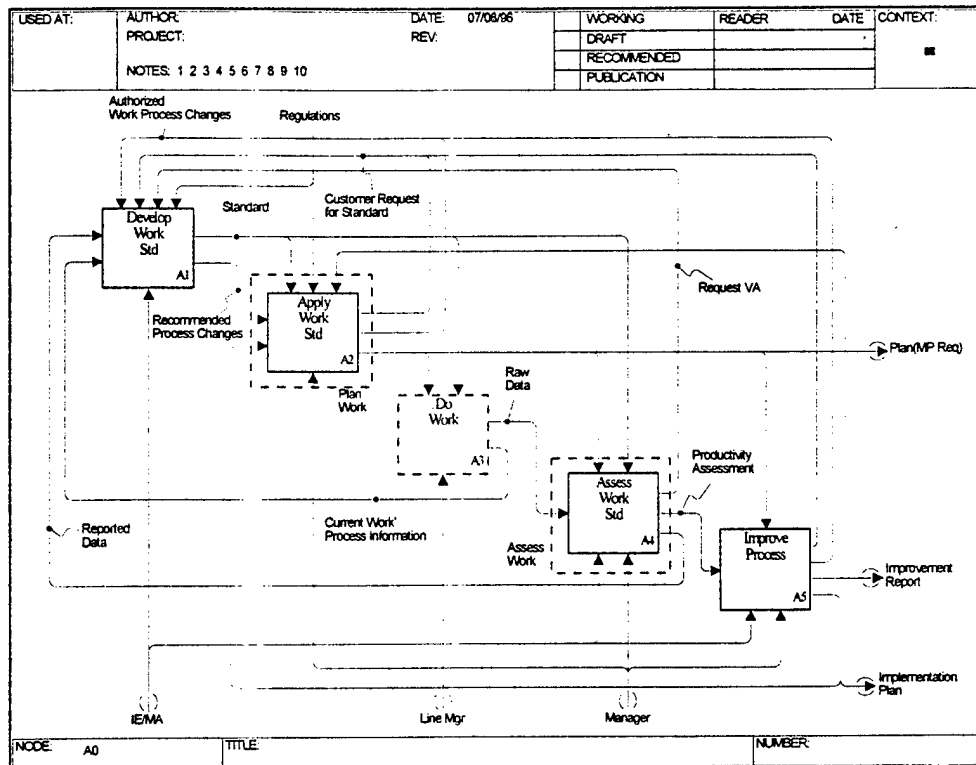 USED AT:
AUTHOR:
DATE: 07/08/96
WORKING
READER
DATE
CONTEXT:
PROJECT:
REV:
DRAFT
RECOMMENDED
NOTES: 1 2 3 4 5 6 7 8 9 10
PUBLICATION
Authorized
Work Process Changes
Regulations
Customer Request
for Standard
Standard
Develop
Work
Std
A1
Request VA
Recommended
Process Changes
Apply
Work
Std
A2
Plan(MP Req)
Plan
Work
Raw
Data
Do
Work
A3
Productivity
Assessment
Assess
Work
Std
A4
Reported
Data
Current Work'
Process Information
Assess
Work
Improve
Process
A5
Improvement
Report
Implementation
Plan
IE/MA
Line Mgr
Manager
NODE: A0
TITLE:
NUMBER: